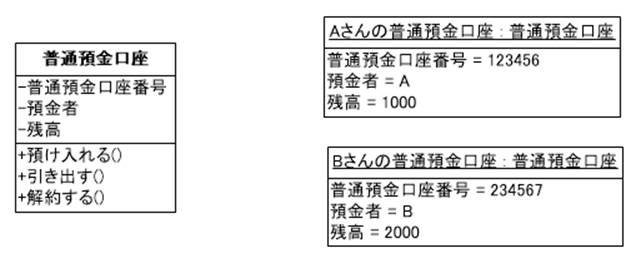 普通預金口座
-普通預金口座番号
-預金者
-残高
+預け入れる()
+引き出す()
+解約する()
Aさんの普通預金口座 : 普通預金口座
普通預金口座番号 = 123456
預金者 = A
残高 = 1000
Bさんの普通預金口座 : 普通預金口座
普通預金口座番号 = 234567
預金者 = B
残高 = 2000